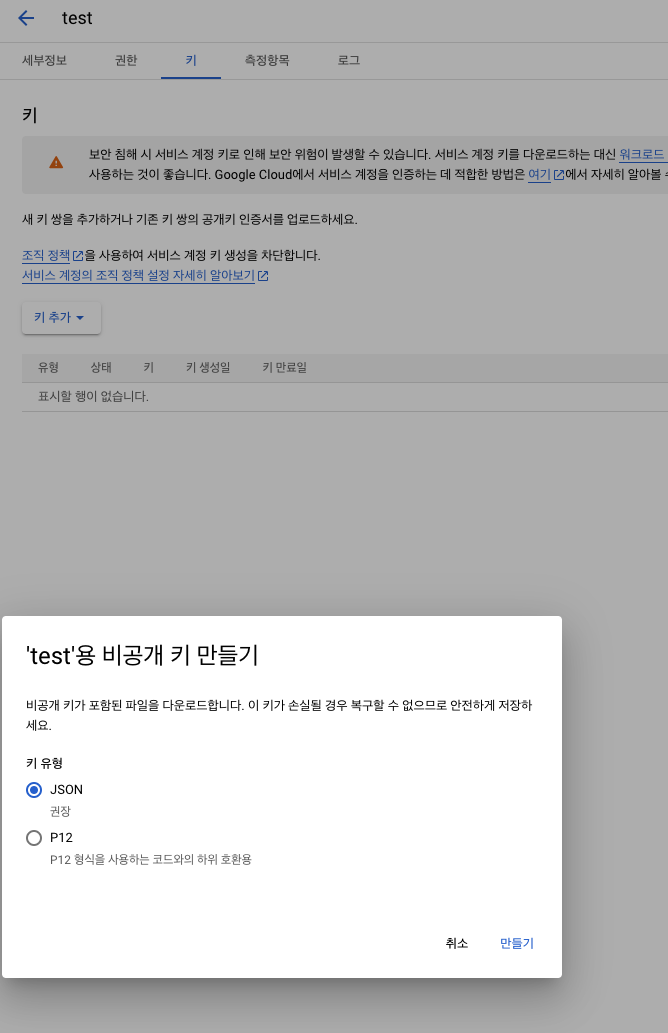 test
세부정보 권한 키 측정항목 로그
키
보안 침해 시 서비스 계정 키로 인해 보안 위험이 발생할 수 있습니다. 서비스 계정 키를 다운로드하는 대신 워크로드
사용하는 것이 좋습니다. Google Cloud에서 서비스 계정을 인증하는 데 적합한 방법은 여기에서 자세히 알아볼
새 키 쌍을 추가하거나 기존 키 쌍의 공개키 인증서를 업로드하세요.
조직 정책을 사용하여 서비스 계정 키 생성을 차단합니다.
서비스 계정의 조직 정책 설정 자세히 알아보기
키 추가
유형 상태 키 키 생성일 키 만료일
표시할 행이 없습니다.
'test'용 비공개 키 만들기
비공개 키가 포함된 파일을 다운로드합니다. 이 키가 손실될 경우 복구할 수 없으므로 안전하게 저장하
세요.
키 유형
JSON
권장
P12
P12 형식을 사용하는 코드와의 하위 호환용
취소 만들기